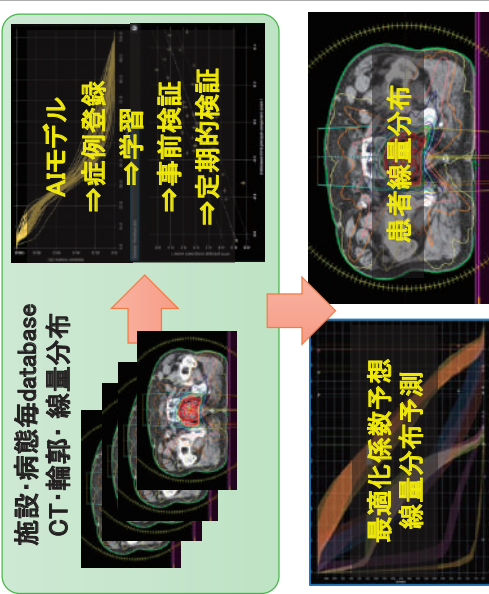 施設・病態毎database
CT・輪郭・線量分布
AIモデル
⇒症例登録
⇒学習
⇒事前検証
⇒定期的検証
最適化係数予想
線量分布予測
患者線量分布